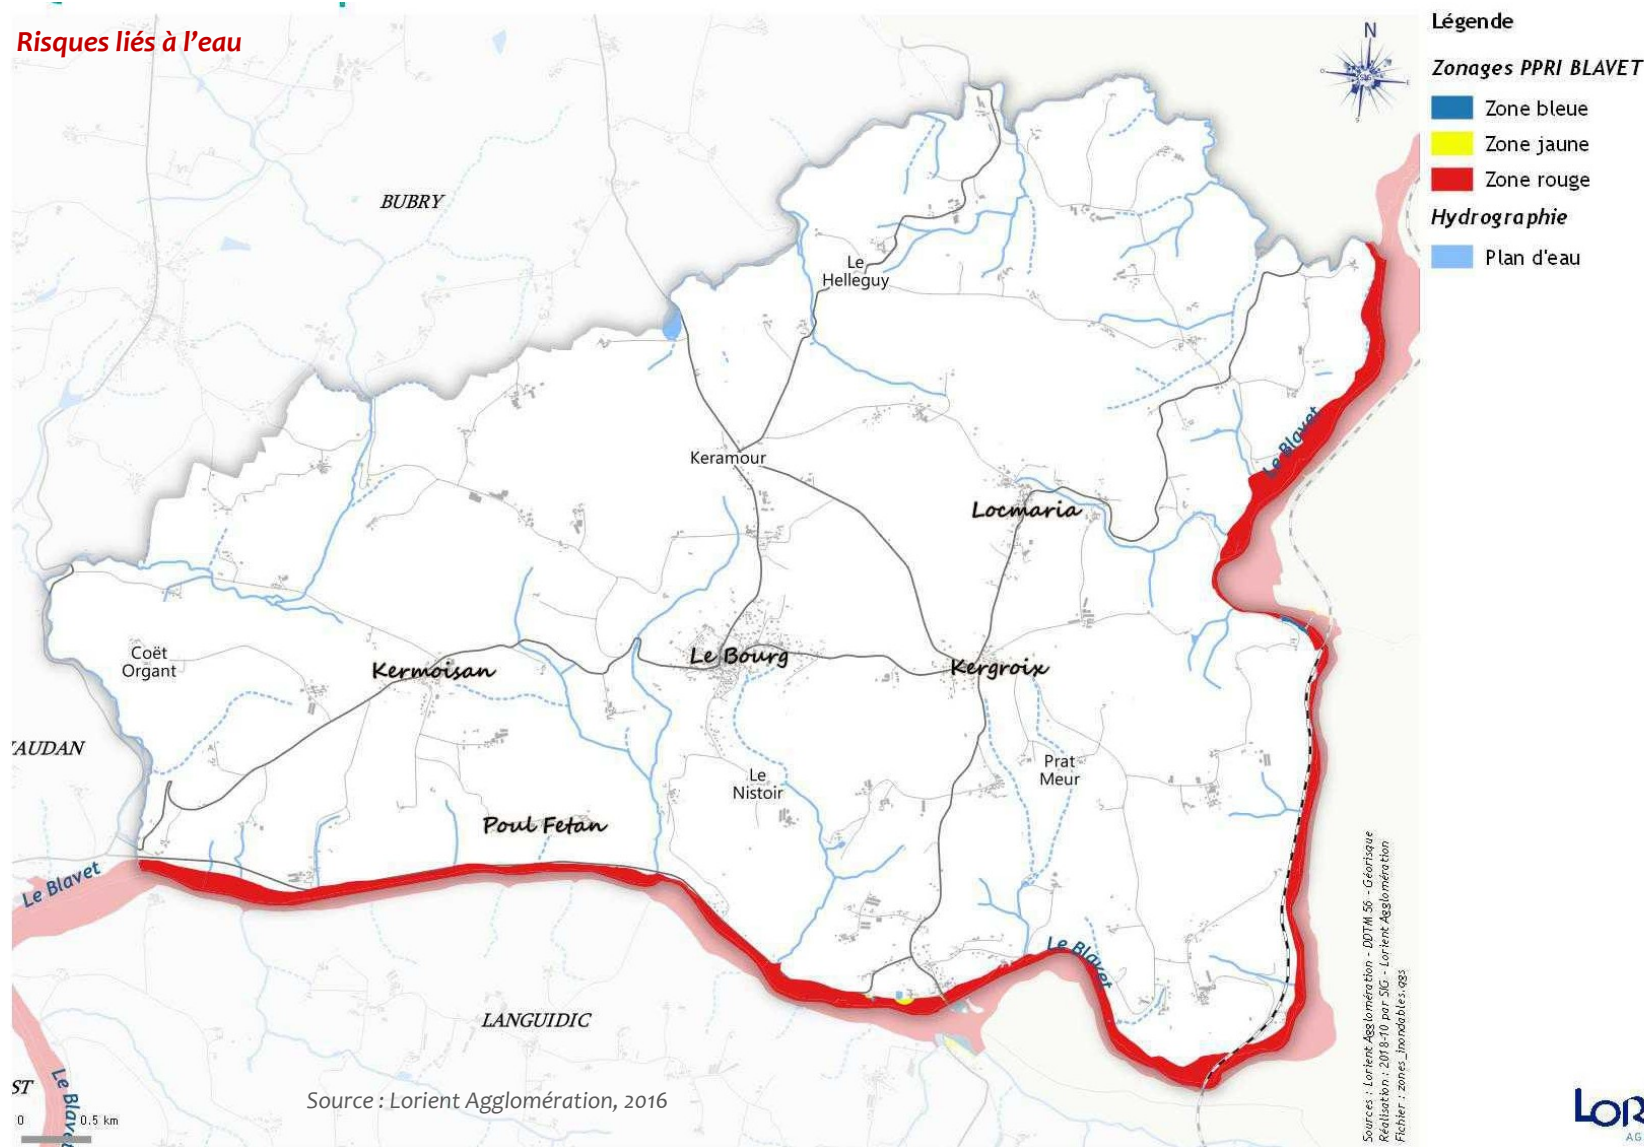 Risques liés à l'eau
N
Légende
Zonages PPRI BLAVET
Zone bleue
Zone jaune
Zone rouge
Hydrographie
Plan d'eau
BUBRY
Le
Helleguy
Le Blavet
Keramour
Locmaria
Coët
Organt
Kermoisan
Le Bourg
Kergroix
Le
Nistoir
Prat
Meur
Poul Fetan
Le Blavet
Le Blavet
LANGUIDIC
Le Blavet
0 0.5 km
Source : Lorient Agglomération, 2016
Sources : Lorient Agglomération - DDTM 56 - Géorisque
Réalisation : 2018-10 par SIG - Lorient Agglomération
Fichier : zones_inondables.qgs